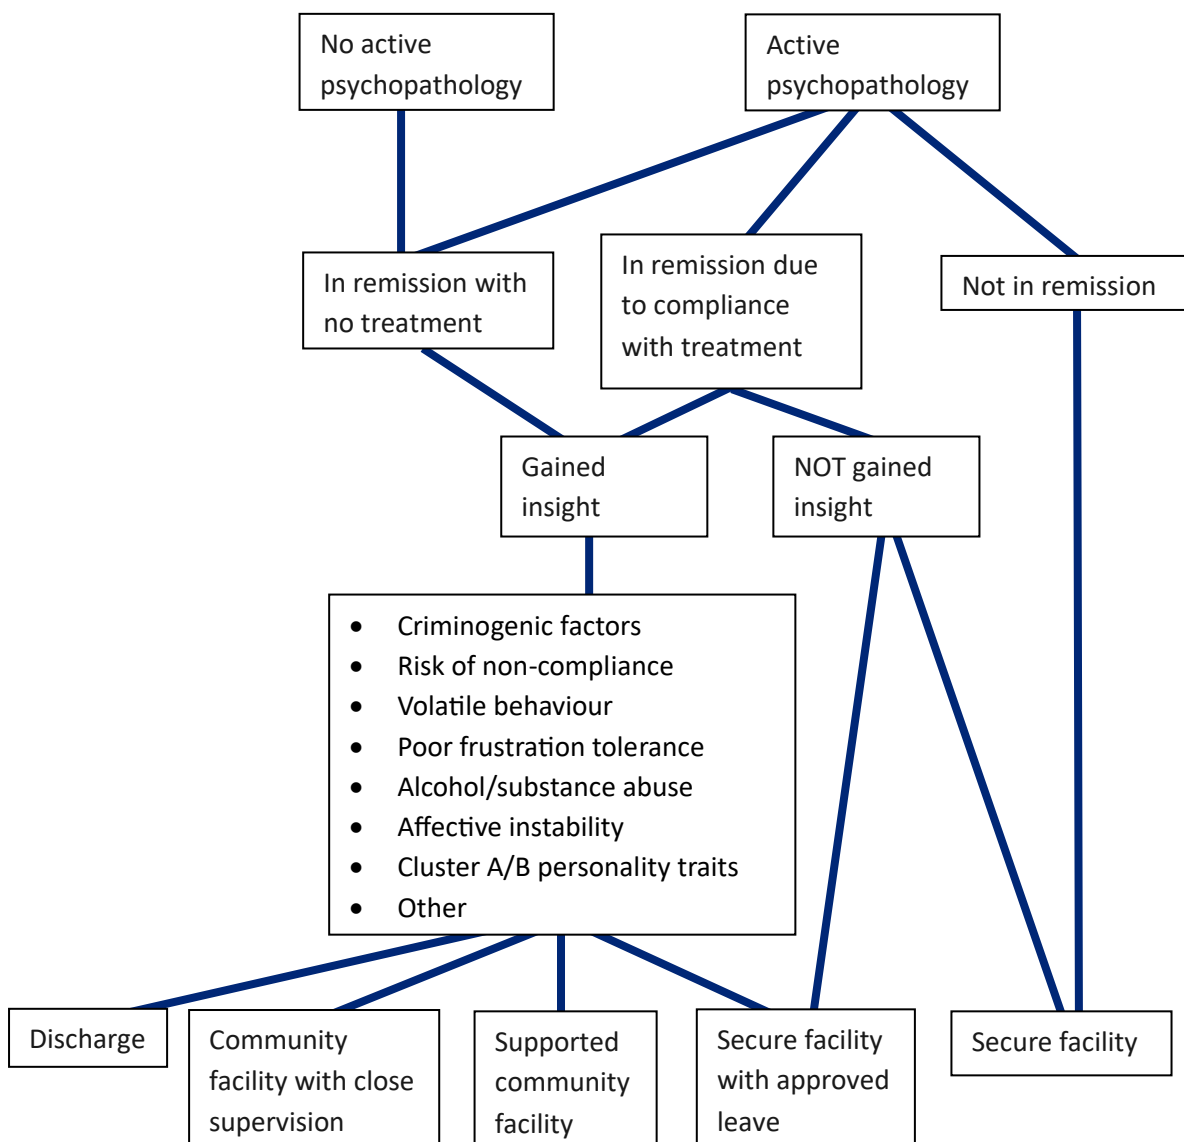 No active
psychopathology
Active
psychopathology
In remission with
no treatment
In remission due
to compliance
with treatment
Not in remission
Gained
insight
NOT gained
insight
• Criminogenic factors
• Risk of non-compliance
• Volatile behaviour
• Poor frustration tolerance
• Alcohol/substance abuse
• Affective instability
• Cluster A/B personality traits
• Other
Discharge
Community
facility with close
supervision
Supported
community
facility
Secure facility
with approved
leave
Secure facility